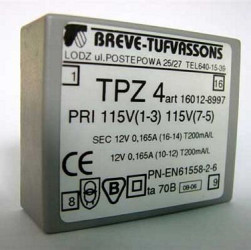 BREVE-TUFVASSONS
LODZ ul.POSTEPOWA 25/27 TEL640-15-39
1
16
TPZ 4 art 16012-8997
PRI 115V(1-3) 115V(7-5)
SEC 12V 0,165A (16-14) T200mA/L
12V 0,165A (10-12) T200mA/L
PN-EN61558-2-6
8 B ta 70B 09-06 9